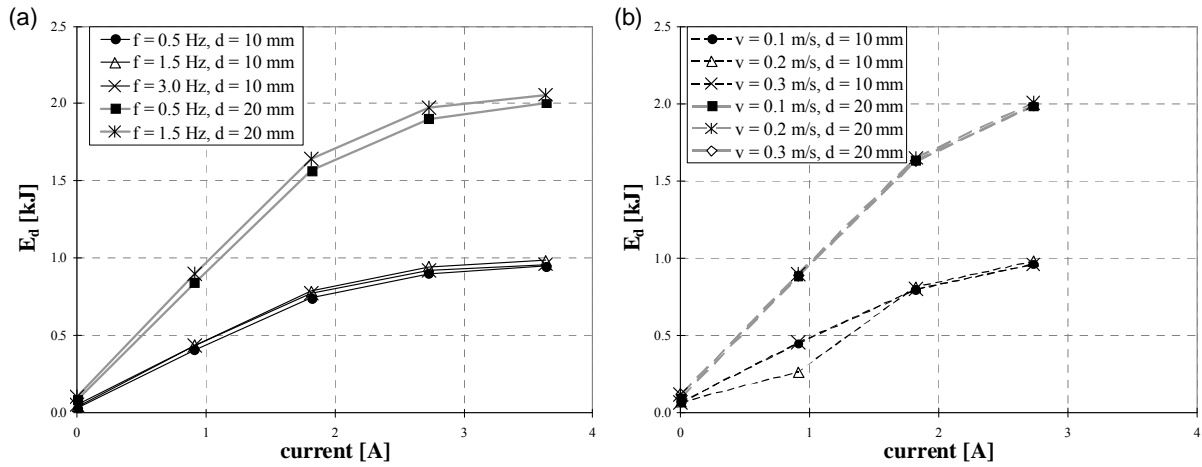 (a)
2.5
2.0
1.5
1.0
0.5
0.0
E_d [kJ]
f = 0.5 Hz, d = 10 mm
f = 1.5 Hz, d = 10 mm
f = 3.0 Hz, d = 10 mm
f = 0.5 Hz, d = 20 mm
f = 1.5 Hz, d = 20 mm
0 1 2 3 4
current [A]
(b)
2.5
2.0
1.5
1.0
0.5
0.0
E_d [kJ]
v = 0.1 m/s, d = 10 mm
v = 0.2 m/s, d = 10 mm
v = 0.3 m/s, d = 10 mm
v = 0.1 m/s, d = 20 mm
v = 0.2 m/s, d = 20 mm
v = 0.3 m/s, d = 20 mm
0 1 2 3 4
current [A]